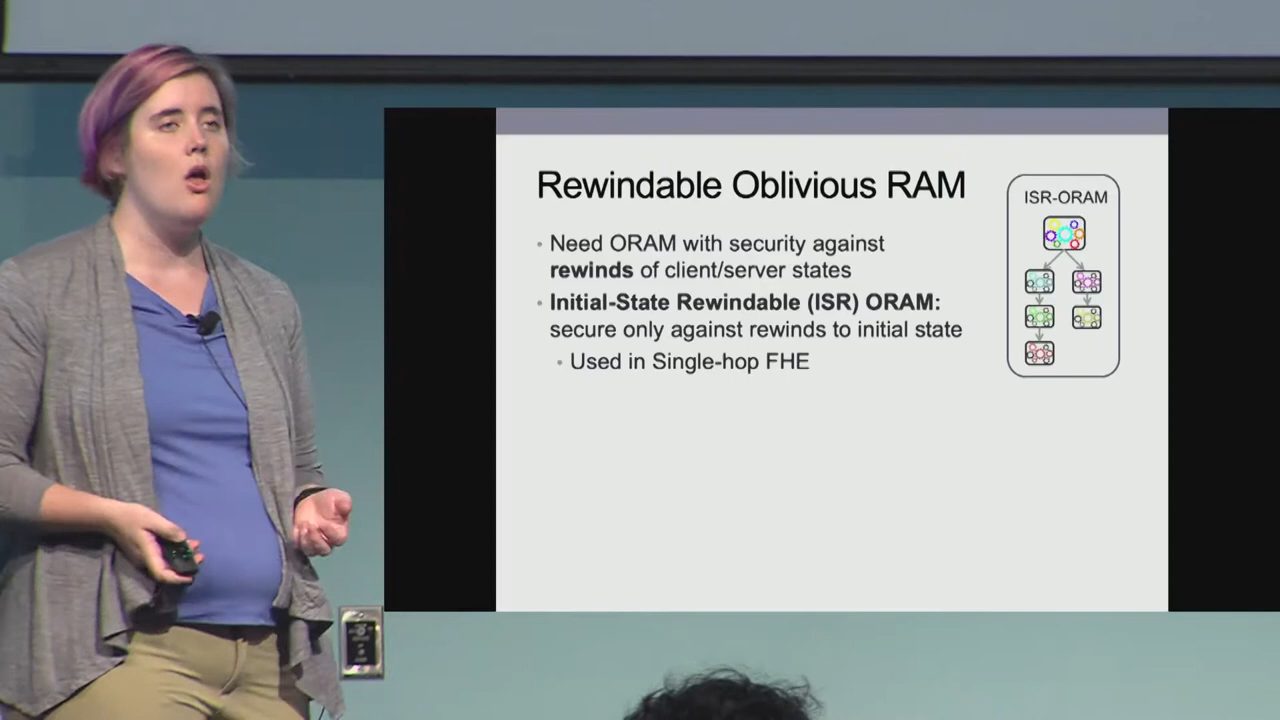 Rewindable Oblivious RAM
• Need ORAM with security against
rewinds of client/server states
• Initial-State Rewindable (ISR) ORAM:
secure only against rewinds to initial state
• Used in Single-hop FHE
ISR-ORAM